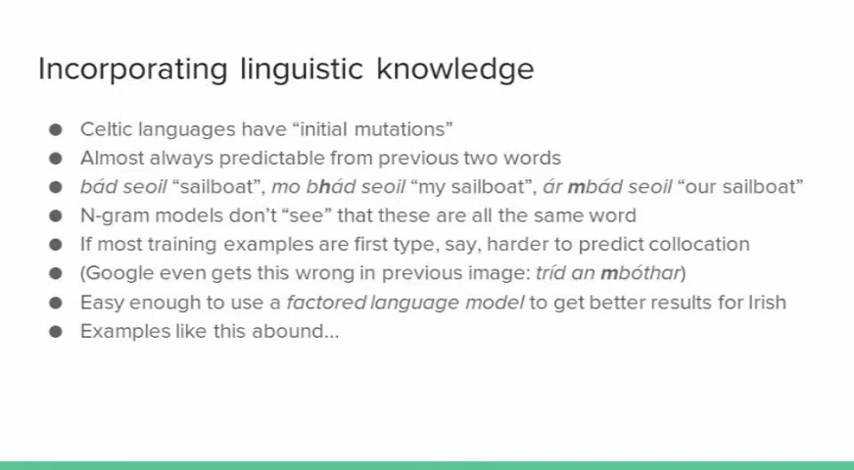 Incorporating linguistic knowledge
● Celtic languages have “initial mutations”
● Almost always predictable from previous two words
● bád seoil “sailboat”, mo bhád seoil “my sailboat”, ár mbád seoil “our sailboat”
● N-gram models don’t “see” that these are all the same word
● If most training examples are first type, say, harder to predict collocation
● (Google even gets this wrong in previous image: tríd an mbóthar)
● Easy enough to use a factored language model to get better results for Irish
● Examples like this abound...